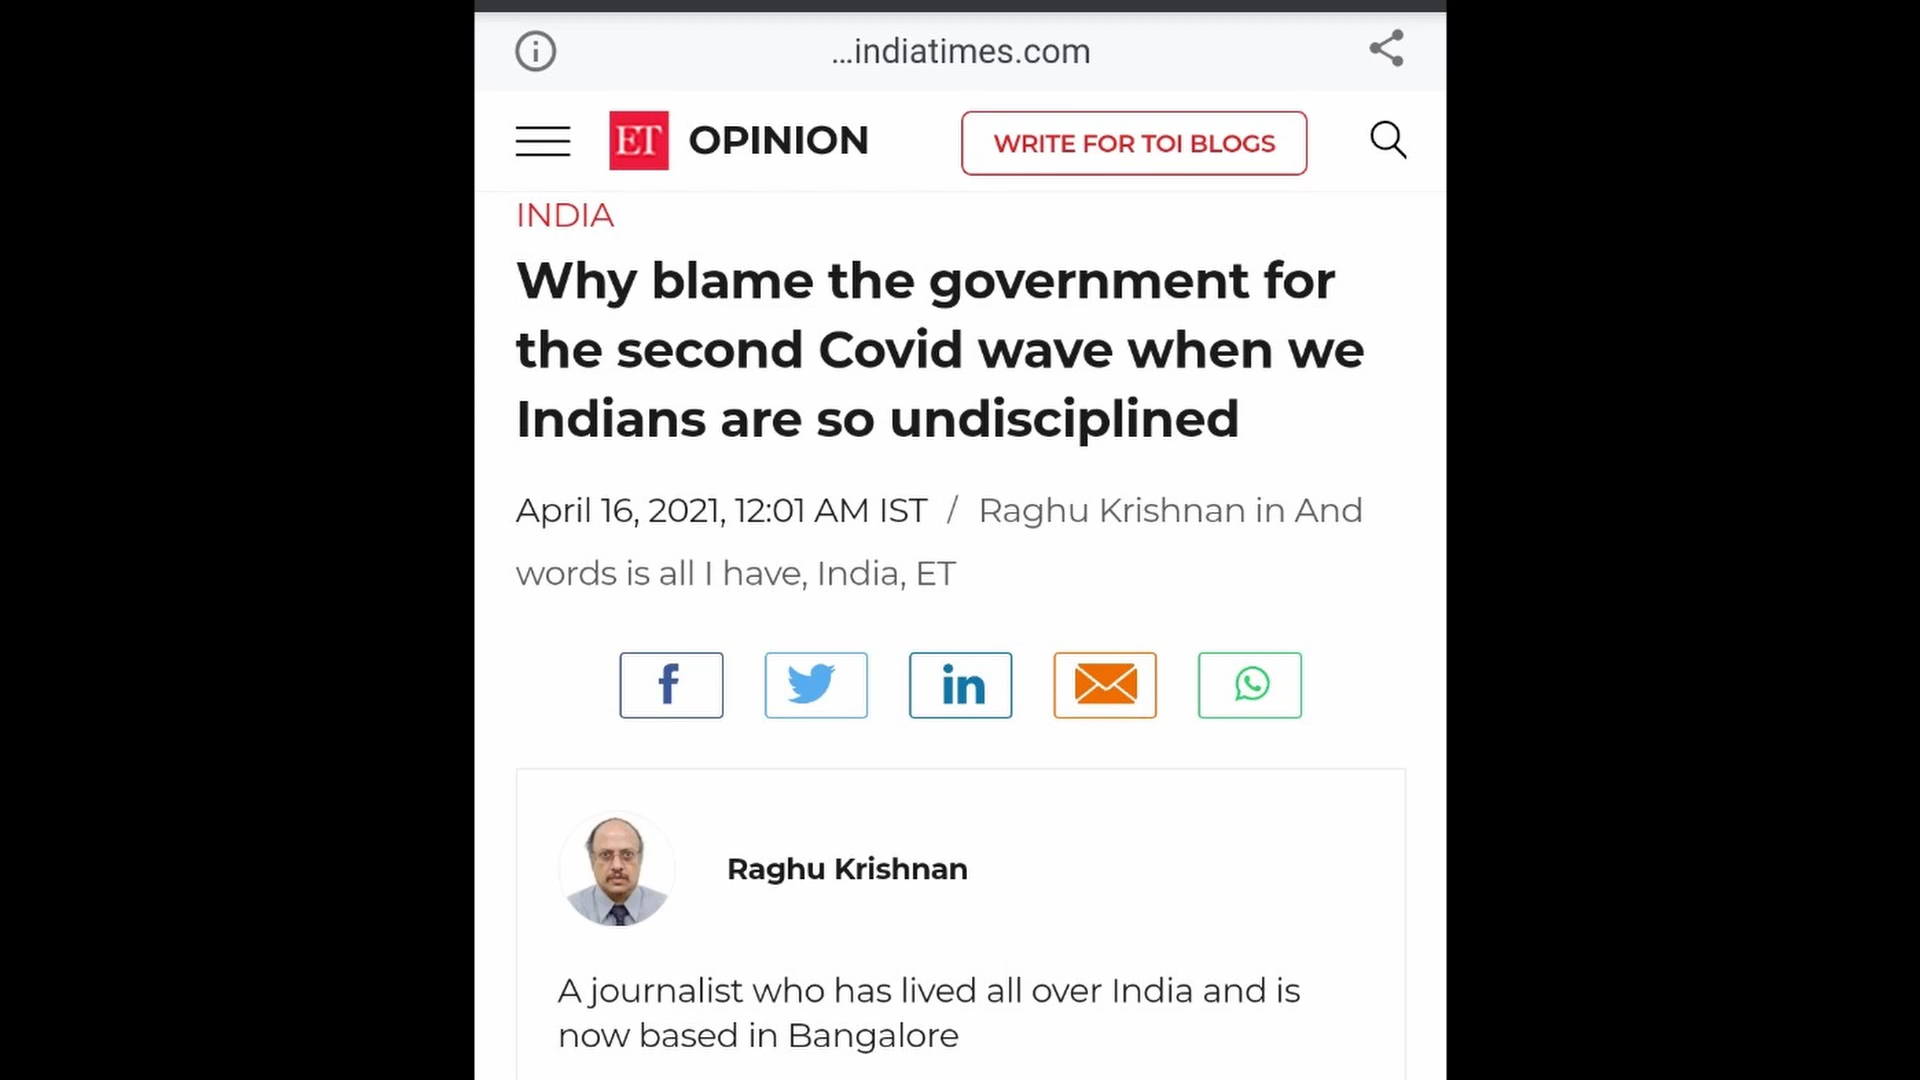 ...indiatimes.com
ET OPINION
WRITE FOR TOI BLOGS
INDIA
Why blame the government for
the second Covid wave when we
Indians are so undisciplined
April 16, 2021, 12:01 AM IST / Raghu Krishnan in And
words is all I have, India, ET
f
in
Raghu Krishnan
A journalist who has lived all over India and is
now based in Bangalore